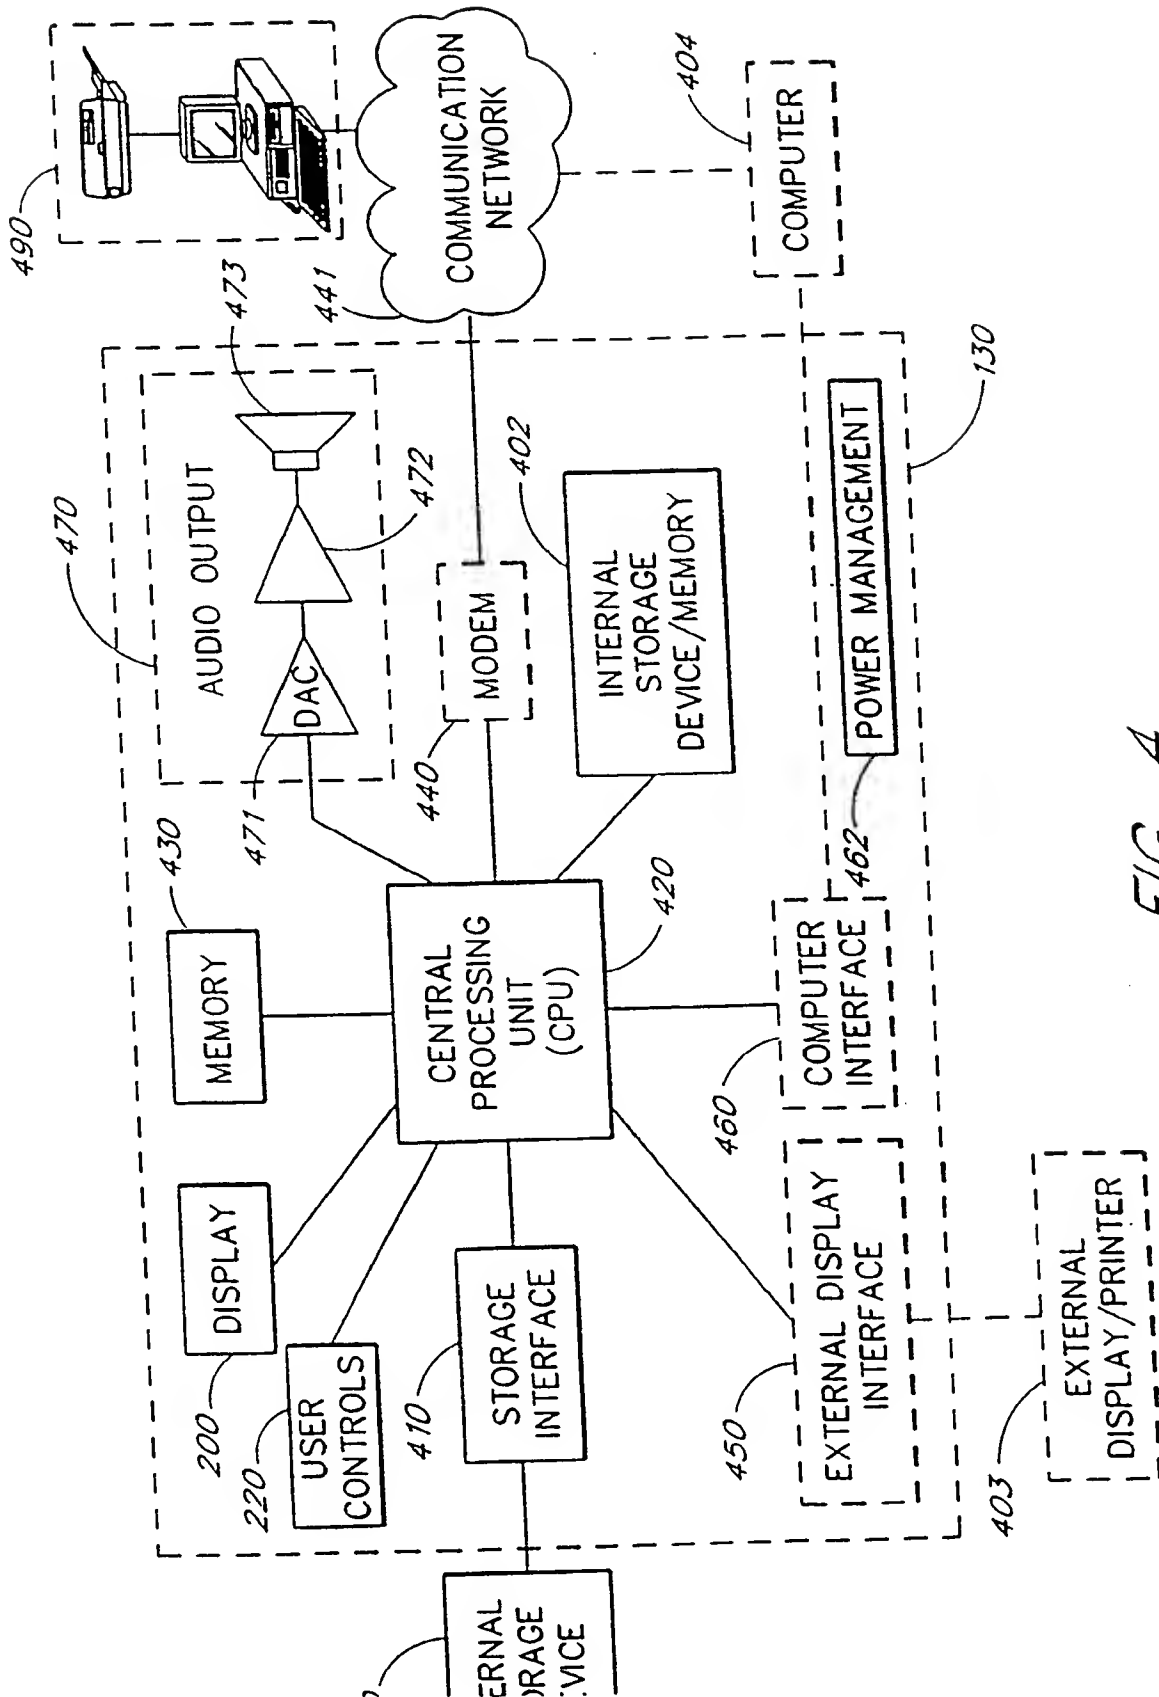 490
473
441
COMMUNICATION
NETWORK
404
COMPUTER
470
AUDIO OUTPUT
472
DAC
471
402
INTERNAL
STORAGE
DEVICE/MEMORY
MODEM
440
130
POWER MANAGEMENT
462
430
MEMORY
CENTRAL
PROCESSING
UNIT
(CPU)
420
COMPUTER
INTERFACE
460
DISPLAY
200
USER
CONTROLS
220
STORAGE
INTERFACE
410
EXTERNAL DISPLAY
INTERFACE
450
EXTERNAL
DISPLAY/PRINTER
403
ERNAL
ORAGE
VICE
FIG. 4